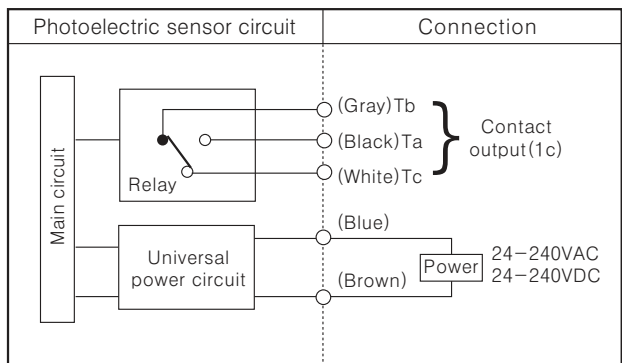 Photoelectric sensor circuit
Connection
Main circuit
Relay
(Gray)Tb
(Black)Ta
(White)Tc
Contact
output(1c)
Universal
power circuit
(Blue)
(Brown)
Power
24-240VAC
24-240VDC